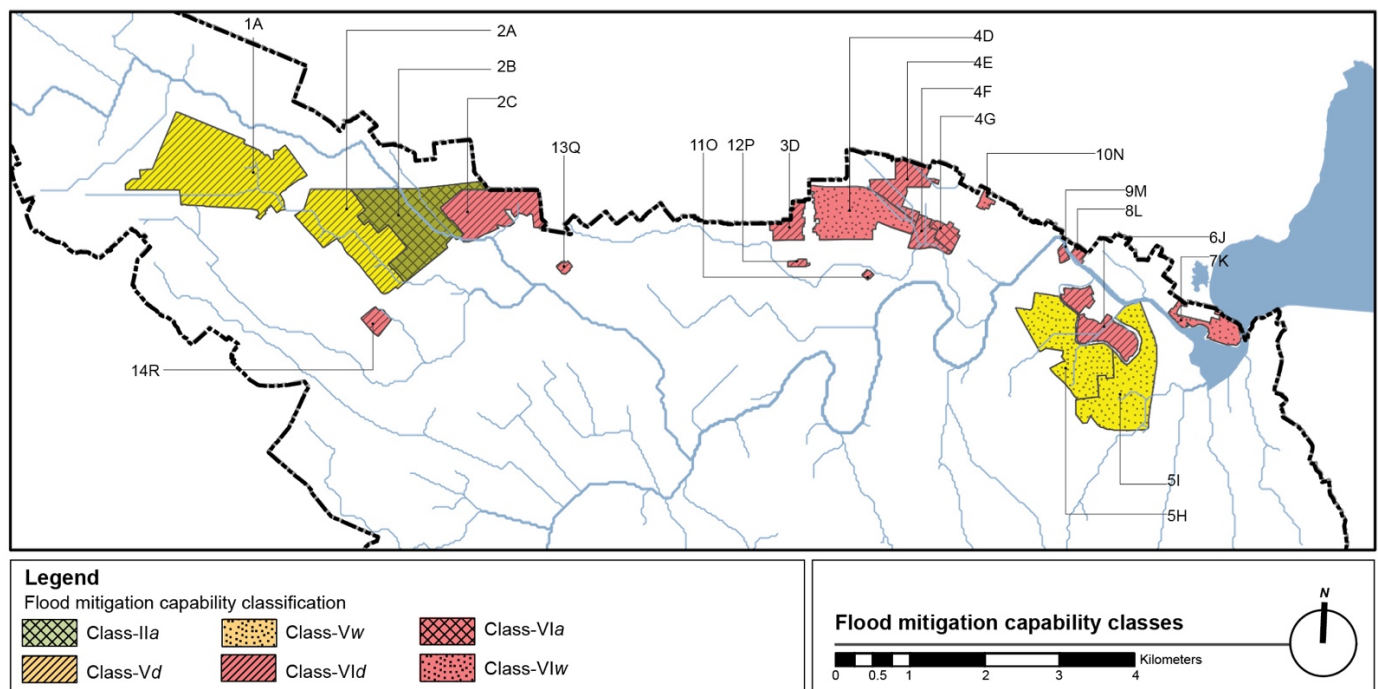 1A
2A
2B
2C
13Q
11O
12P
3D
4D
4E
4F
4G
10N
9M
8L
6J
7K
14R
5I
5H
Legend
Flood mitigation capability classification
Class-IIa
Class-Vw
Class-VIa
Class-Vd
Class-VId
Class-VIw
Flood mitigation capability classes
N
Kilometers
0 0.5 1 2 3 4